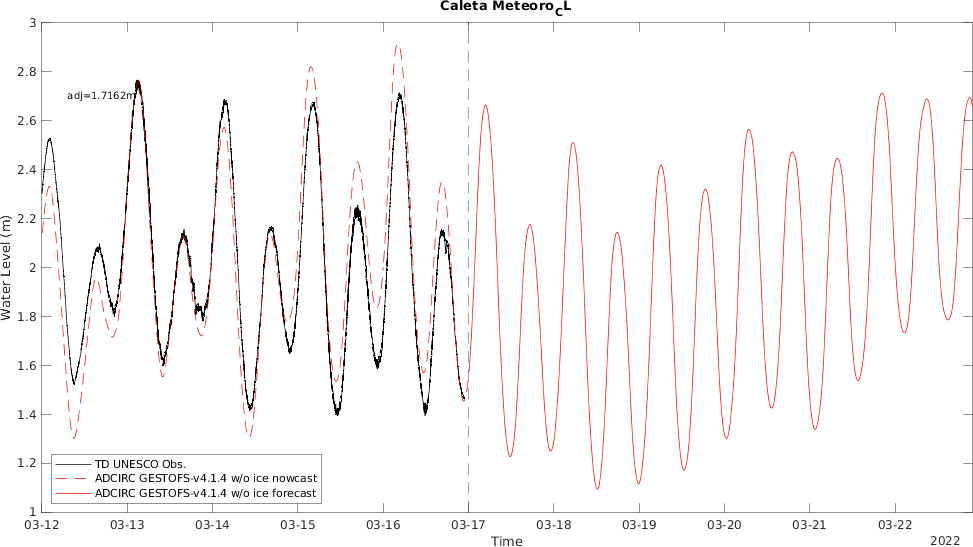 Caleta Meteoro_CL
3
2.8
adj=1.7162m
2.6
2.4
2.2
2
1.8
1.6
1.4
1.2
1
Water Level (m)
TD UNESCO Obs.
ADCIRC GESTOFS-v4.1.4 w/o ice nowcast
ADCIRC GESTOFS-v4.1.4 w/o ice forecast
03-12 03-13 03-14 03-15 03-16 03-17 03-18 03-19 03-20 03-21 03-22
Time
2022